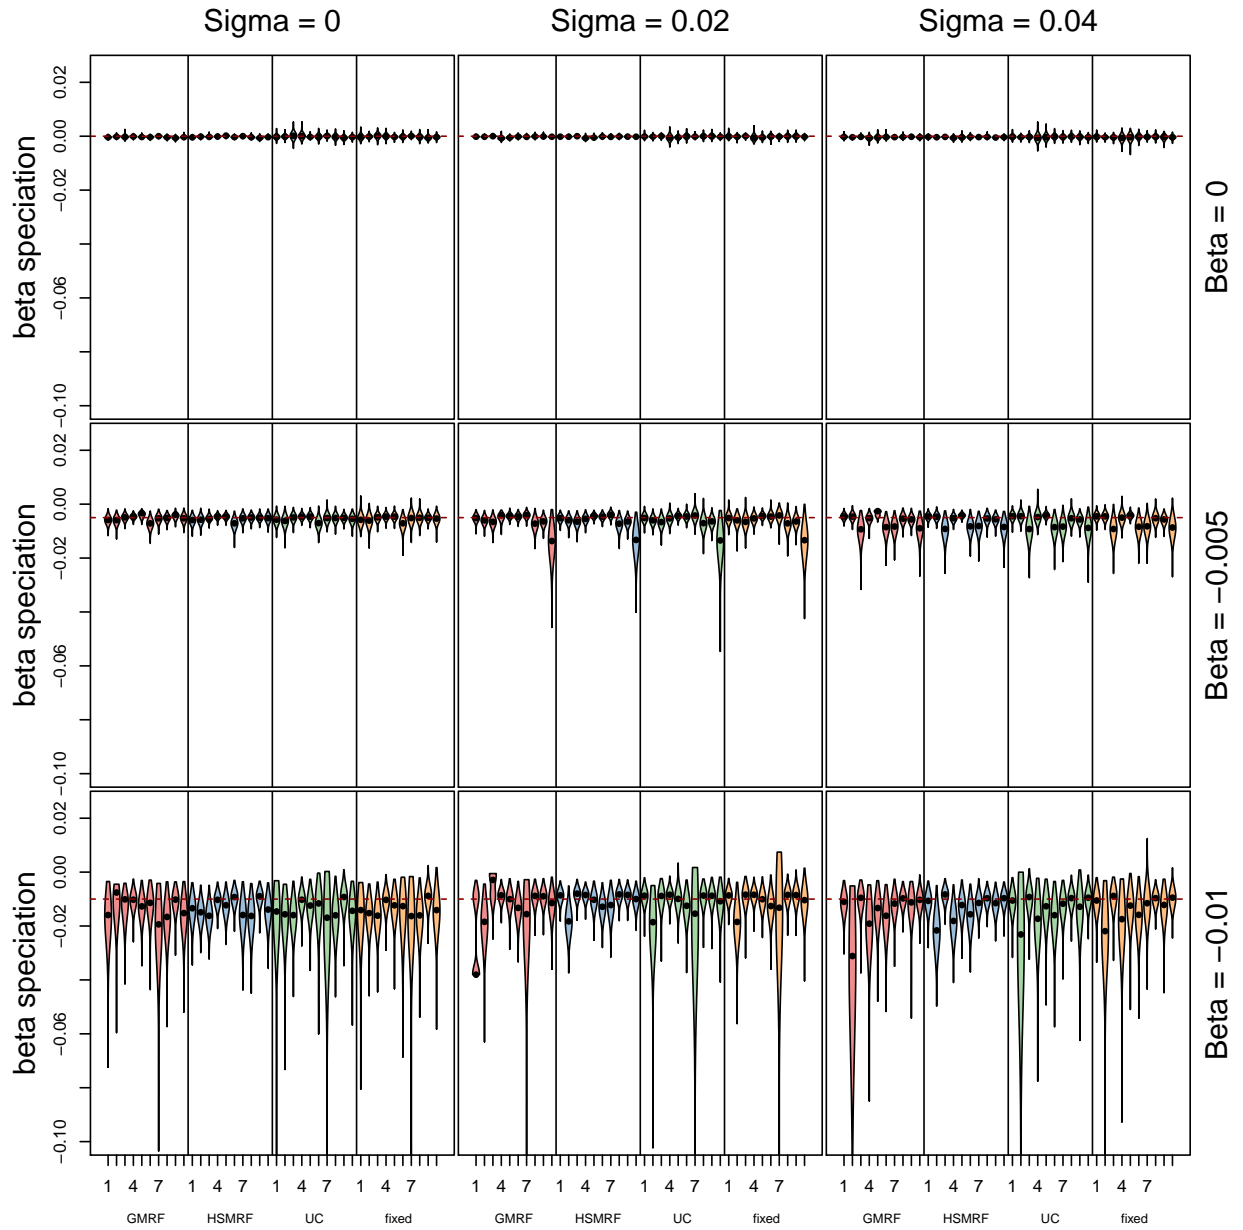 Sigma = 0
Sigma = 0.02
Sigma = 0.04
beta speciation
0.02
0.00
−0.02
−0.06
−0.10
Beta = 0
beta speciation
0.02
0.00
−0.02
−0.06
−0.10
Beta = −0.005
beta speciation
0.02
0.00
−0.02
−0.06
−0.10
Beta = −0.01
1 4 7 1 4 7 1 4 7 1 4 7
1 4 7 1 4 7 1 4 7 1 4 7
1 4 7 1 4 7 1 4 7 1 4 7
GMRF HSMRF UC fixed
GMRF HSMRF UC fixed
GMRF HSMRF UC fixed